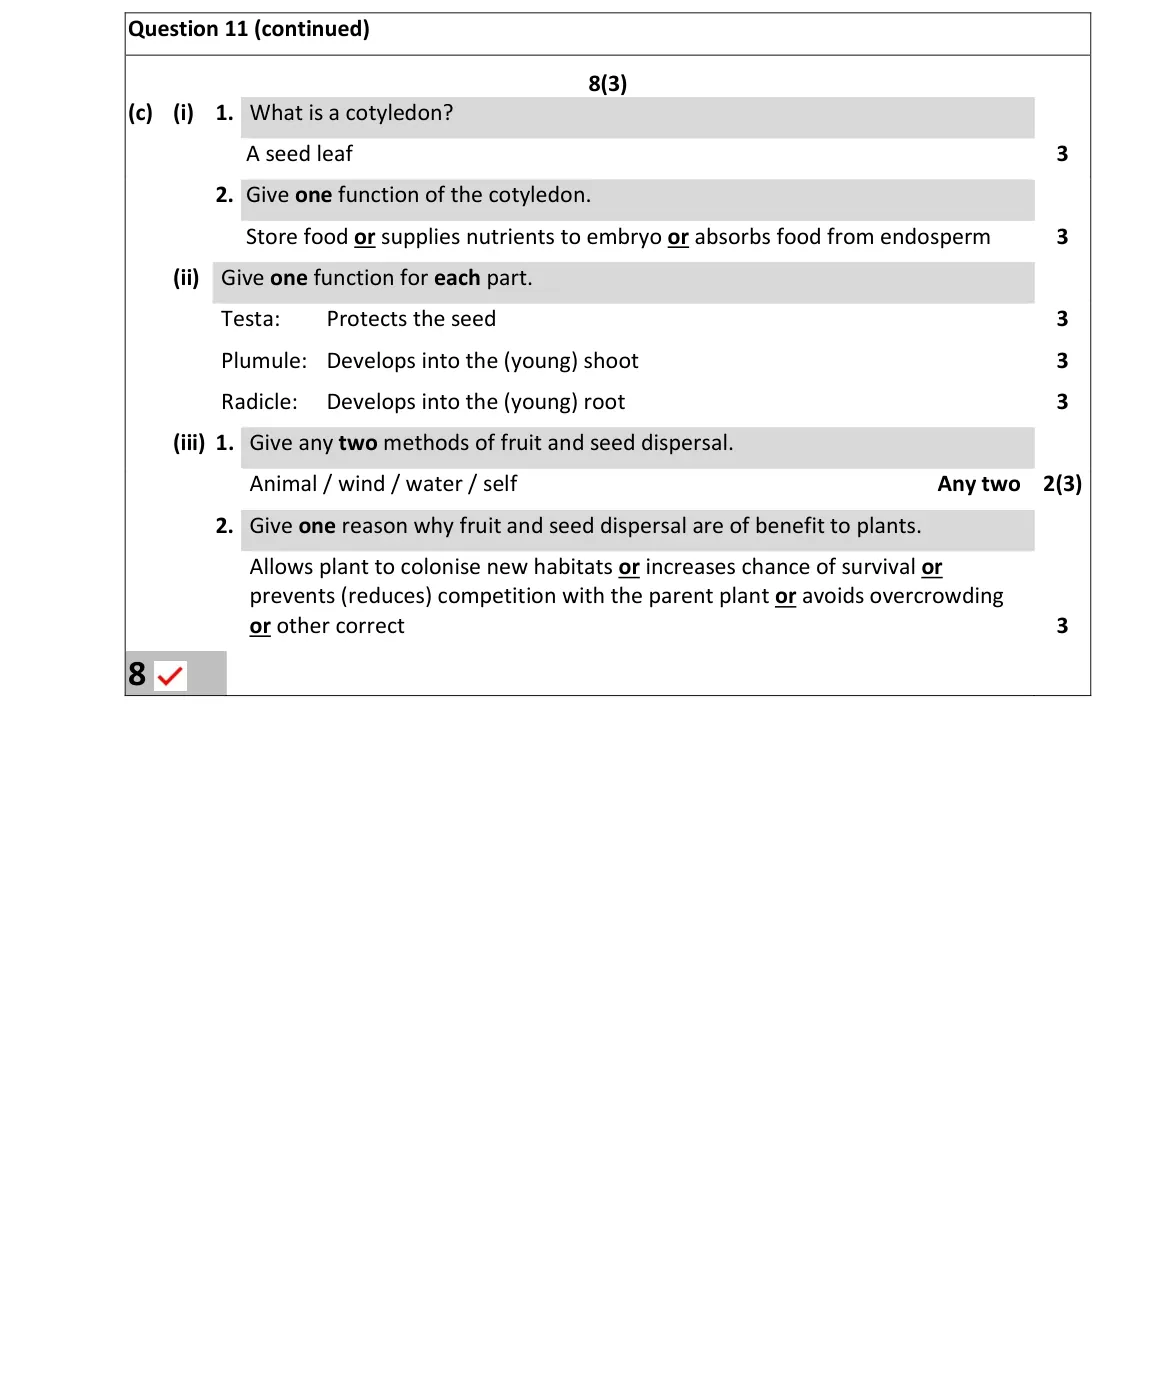 Question 11 (continued)
8(3)
(c) (i) 1. What is a cotyledon?
A seed leaf 3
2. Give one function of the cotyledon.
Store food or supplies nutrients to embryo or absorbs food from endosperm 3
(ii) Give one function for each part.
Testa: Protects the seed 3
Plumule: Develops into the (young) shoot 3
Radicle: Develops into the (young) root 3
(iii) 1. Give any two methods of fruit and seed dispersal.
Animal / wind / water / self Any two 2(3)
2. Give one reason why fruit and seed dispersal are of benefit to plants.
Allows plant to colonise new habitats or increases chance of survival or
prevents (reduces) competition with the parent plant or avoids overcrowding
or other correct 3
8